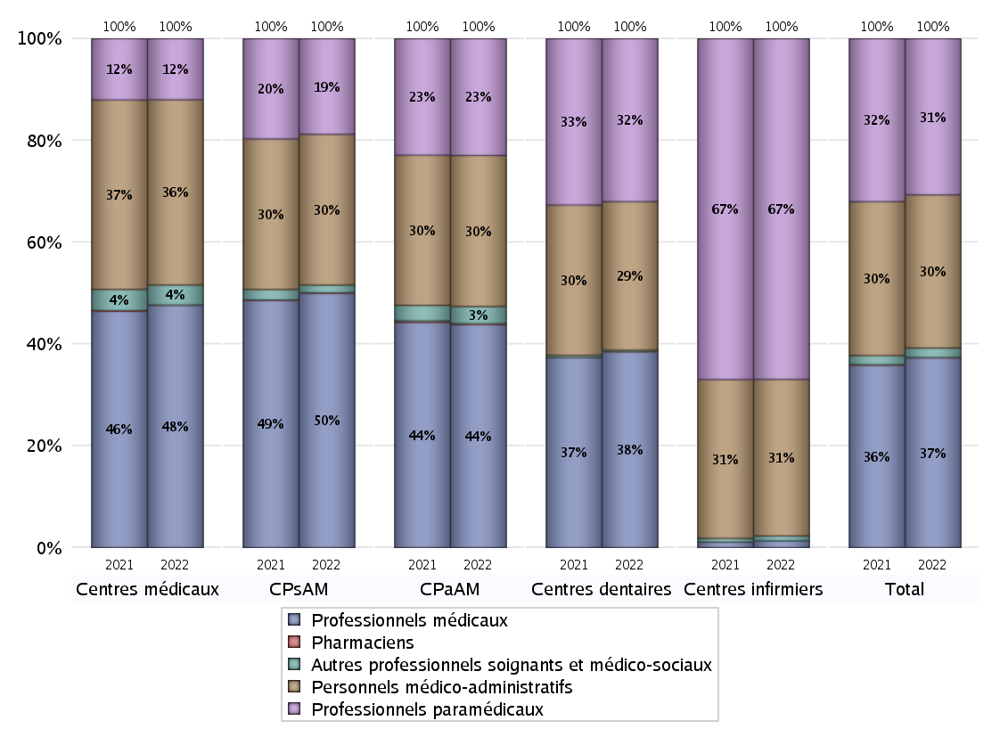 100% 100% 100% 100% 100% 100% 100% 100% 100% 100% 100% 100%
100%
12% 12% 20% 19% 23% 23% 33% 32% 67% 67% 32% 31%
80%
37% 36% 30% 30% 30% 30% 30% 29% 31% 31% 30% 30%
60%
4% 4% 3%
40%
46% 48% 49% 50% 44% 44% 37% 38% 36% 37%
20%
0%
2021 2022 2021 2022 2021 2022 2021 2022 2021 2022 2021 2022
Centres médicaux CPsAM CPaAM Centres dentaires Centres infirmiers Total
Professionnels médicaux
Pharmaciens
Autres professionnels soignants et médico-sociaux
Personnels médico-administratifs
Professionnels paramédicaux